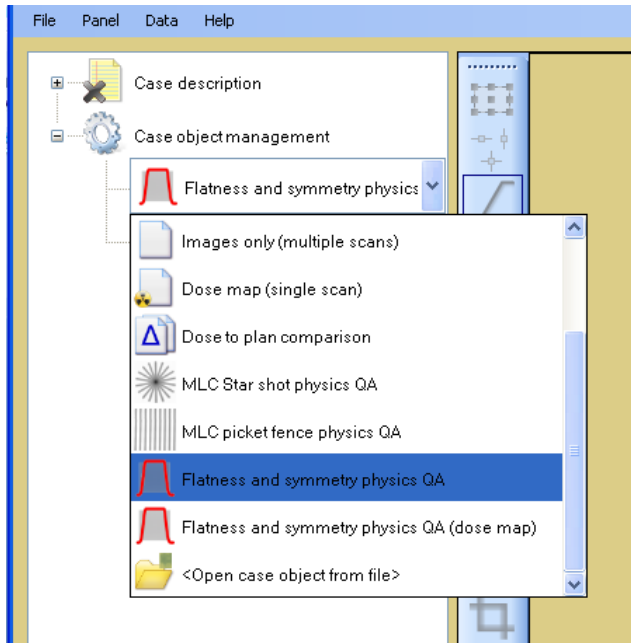 File Panel Data Help
Case description
Case object management
Flatness and symmetry physics
Images only (multiple scans)
Dose map (single scan)
Dose to plan comparison
MLC Star shot physics QA
MLC picket fence physics QA
Flatness and symmetry physics QA
Flatness and symmetry physics QA (dose map)
<Open case object from file>